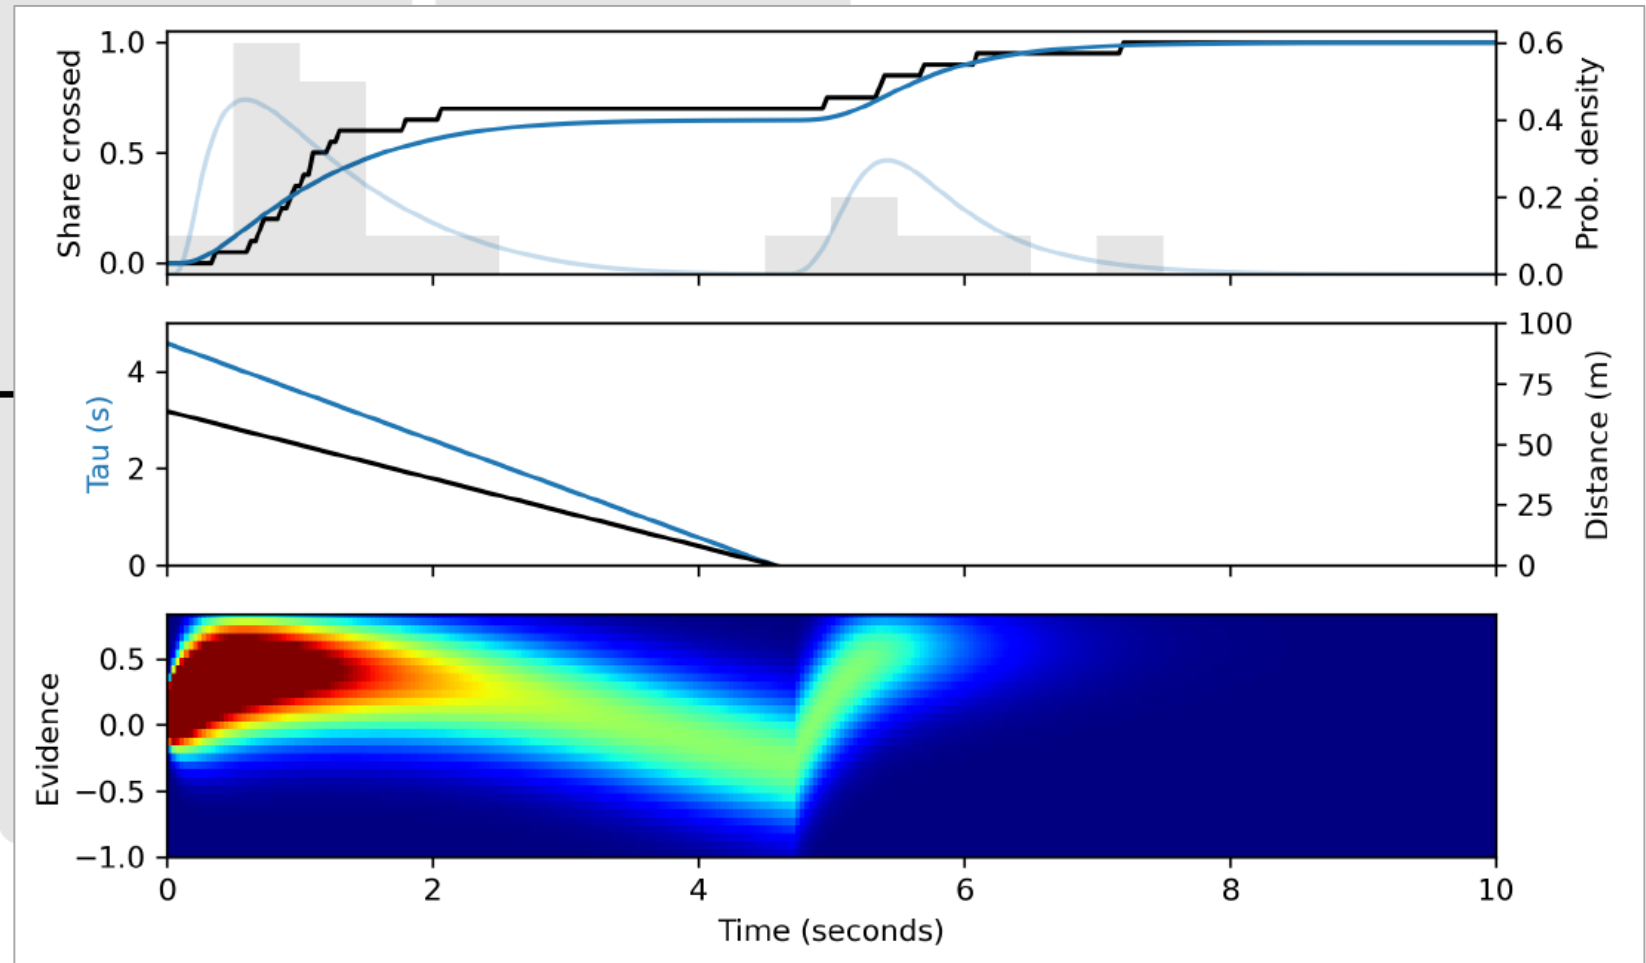 Share crossed
1.0
0.5
0.0
0.6
0.4
0.2
0.0
Prob. density
Tau (s)
4
2
0
100
75
50
25
0
Distance (m)
Evidence
0.5
0.0
−0.5
−1.0
0 2 4 6 8 10
Time (seconds)